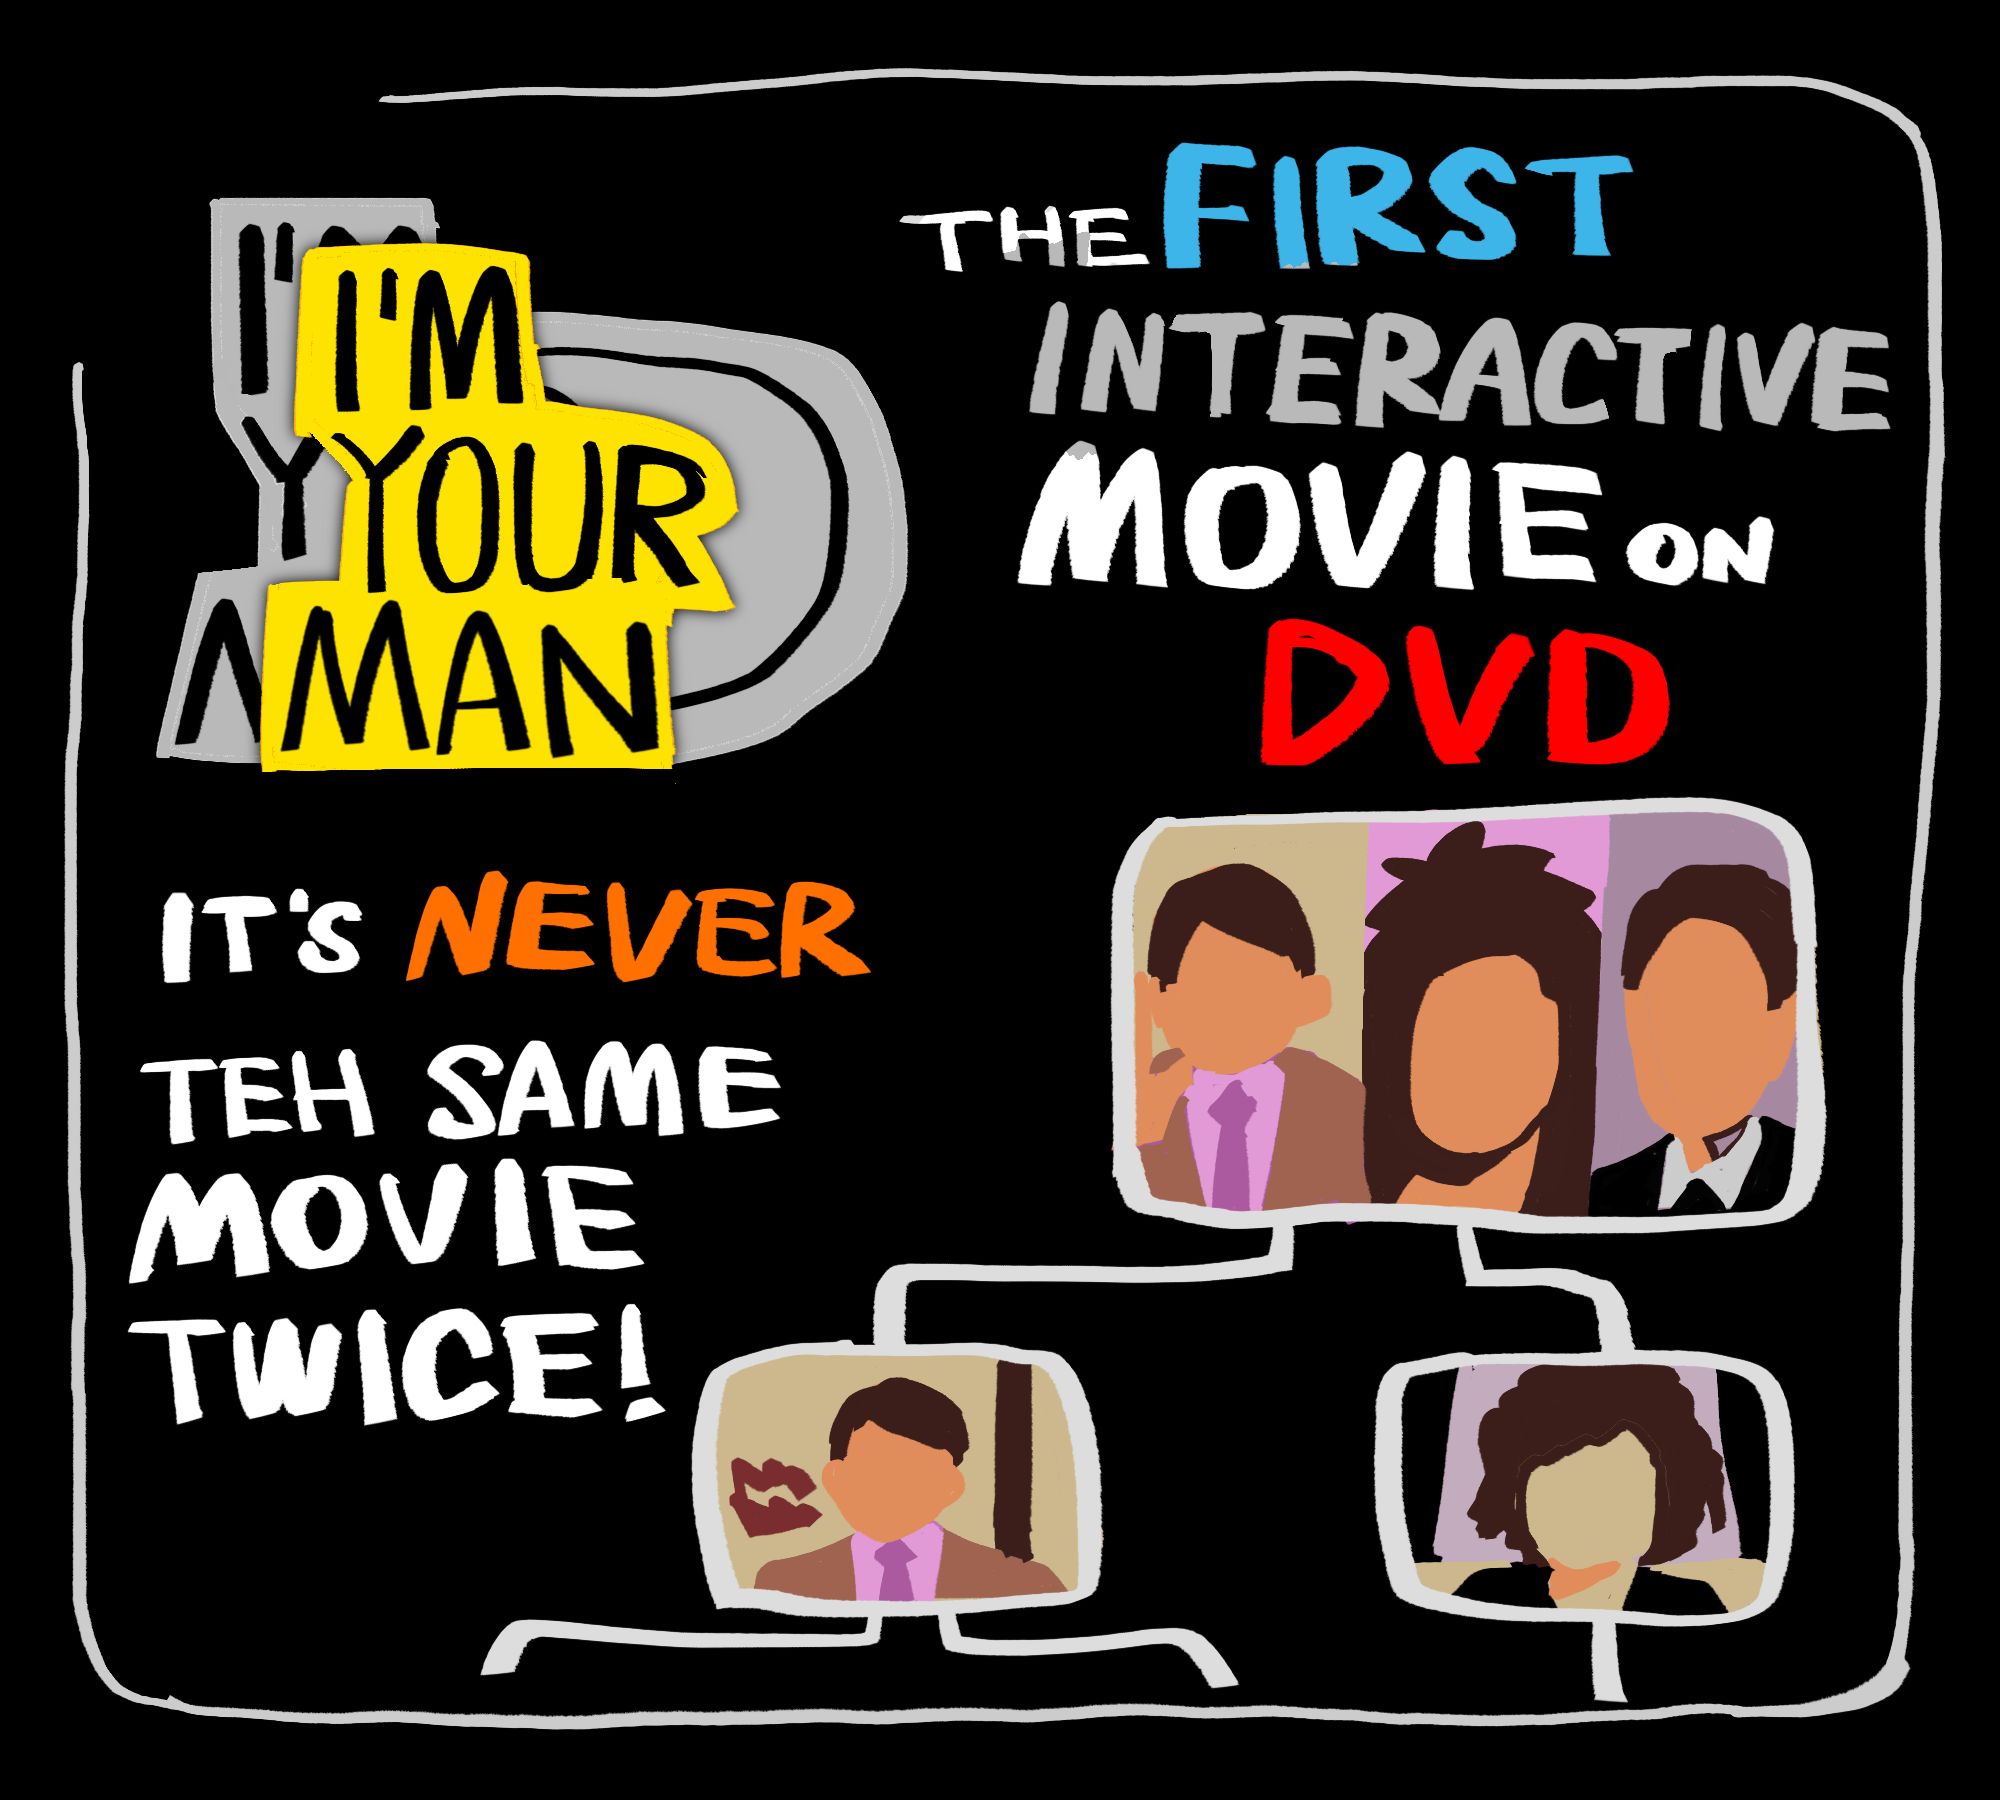 I'M
YOUR
MAN
THE FIRST
INTERACTIVE
MOVIE ON
DVD
IT'S NEVER
TEH SAME
MOVIE
TWICE!